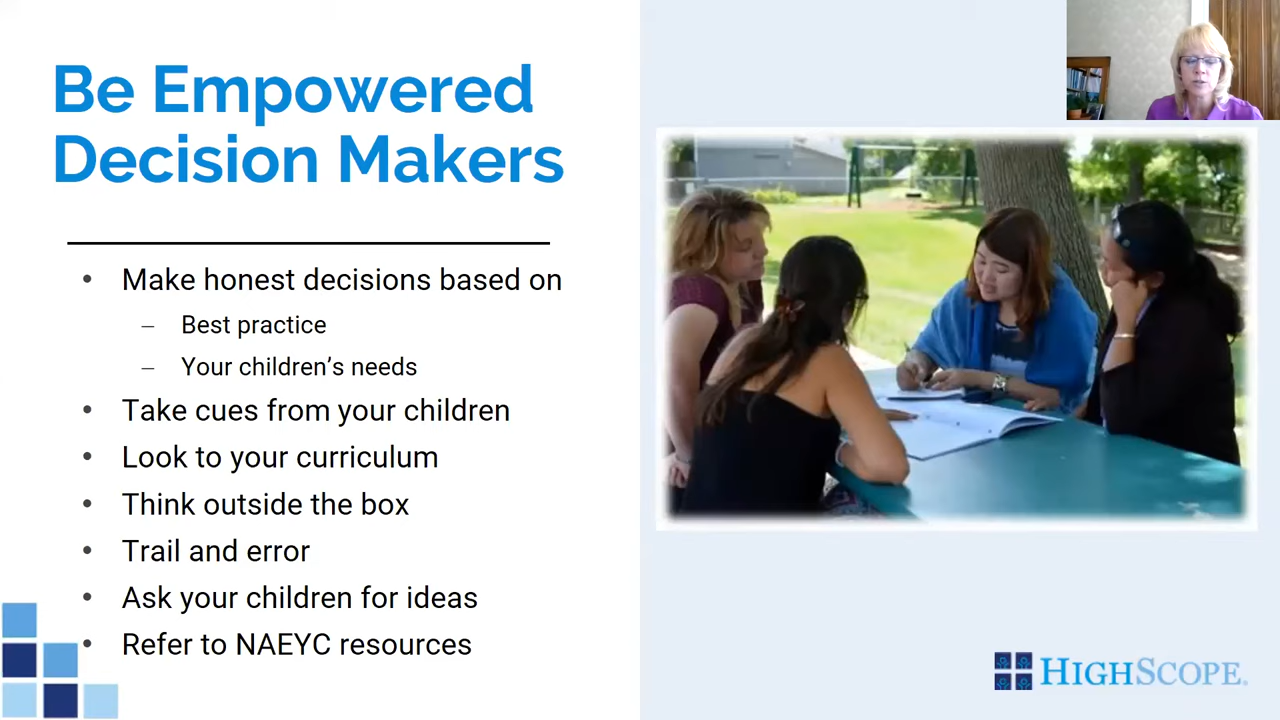 Be Empowered
Decision Makers
• Make honest decisions based on
– Best practice
– Your children’s needs
• Take cues from your children
• Look to your curriculum
• Think outside the box
• Trail and error
• Ask your children for ideas
• Refer to NAEYC resources
HIGHSCOPE®